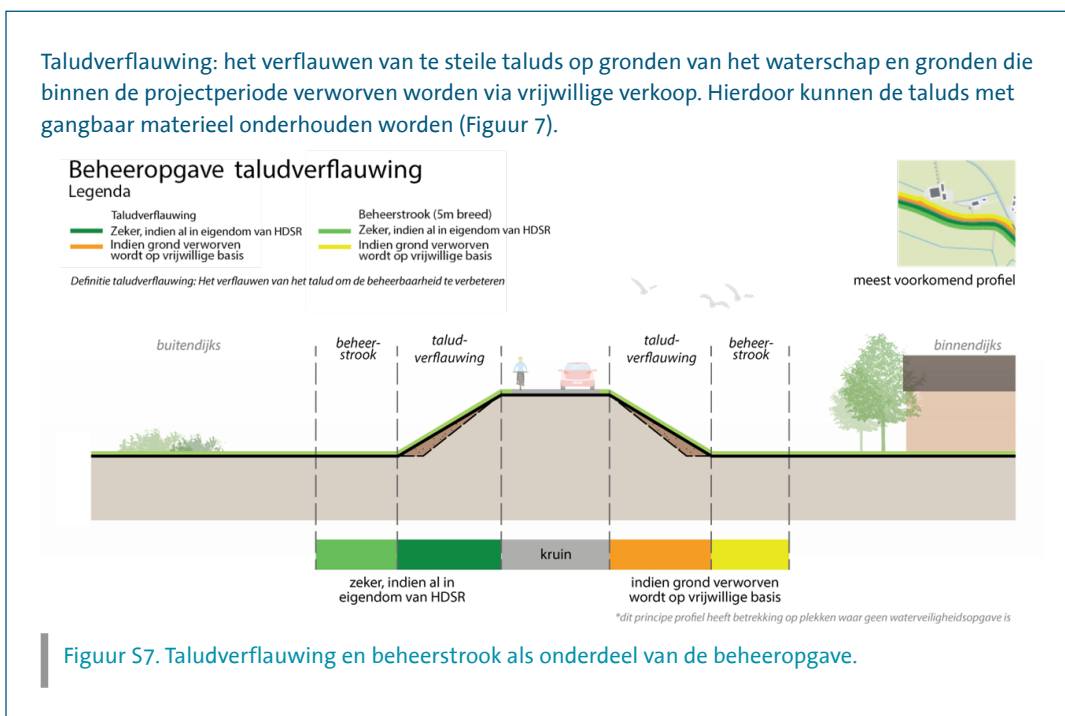 Taludverflauwing: het verflauwen van te steile taluds op gronden van het waterschap en gronden die
binnen de projectperiode verworven worden via vrijwillige verkoop. Hierdoor kunnen de taluds met
gangbaar materieel onderhouden worden (Figuur 7).
Beheeropgave taludverflauwing
Legenda
Taludverflauwing
Zeker, indien al in eigendom van HDSR
Indien grond verworven
wordt op vrijwillige basis
Beheerstrook (5m breed)
Zeker, indien al in eigendom van HDSR
Indien grond verworven
wordt op vrijwillige basis
Definitie taludverflauwing: Het verflauwen van het talud om de beheerbaarheid te verbeteren
meest voorkomend profiel
buitendijks
beheer-
strook
talud-
verflauwing
talud-
verflauwing
beheer-
strook
binnendijks
kruin
zeker, indien al in
eigendom van HDSR
indien grond verworven
wordt op vrijwillige basis
*dit principe profiel heeft betrekking op plekken waar geen waterveiligheidsopgave is
Figuur S7. Taludverflauwing en beheerstrook als onderdeel van de beheeropgave.